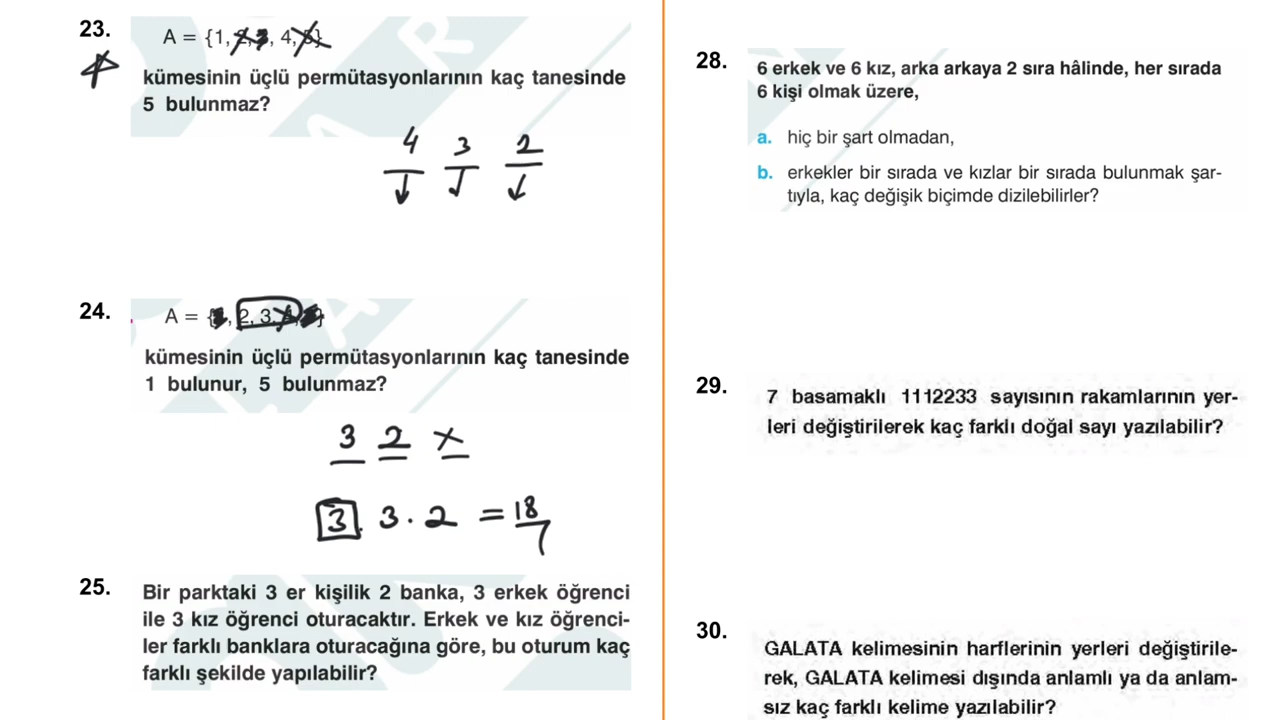 23.
A = {1, 2, 3, 4, 5}
kümesinin üçlü permütasyonlarının kaç tanesinde
5 bulunmaz?
4 3 2
24.
A = {1, 2, 3, 4, 5}
kümesinin üçlü permütasyonlarının kaç tanesinde
1 bulunur, 5 bulunmaz?
3 2 x
3 . 3 . 2 = 18
25.
Bir parktaki 3 er kişilik 2 banka, 3 erkek öğrenci
ile 3 kız öğrenci oturacaktır. Erkek ve kız öğrenci-
ler farklı banklara oturacağına göre, bu oturum kaç
farklı şekilde yapılabilir?
28.
6 erkek ve 6 kız, arka arkaya 2 sıra hâlinde, her sırada
6 kişi olmak üzere,
a. hiç bir şart olmadan,
b. erkekler bir sırada ve kızlar bir sırada bulunmak şar-
tıyla, kaç değişik biçimde dizilebilirler?
29.
7 basamaklı 1112233 sayısının rakamlarının yer-
leri değiştirilerek kaç farklı doğal sayı yazılabilir?
30.
GALATA kelimesinin harflerinin yerleri değiştirile-
rek, GALATA kelimesi dışında anlamlı ya da anlam-
sız kaç farklı kelime yazılabilir?